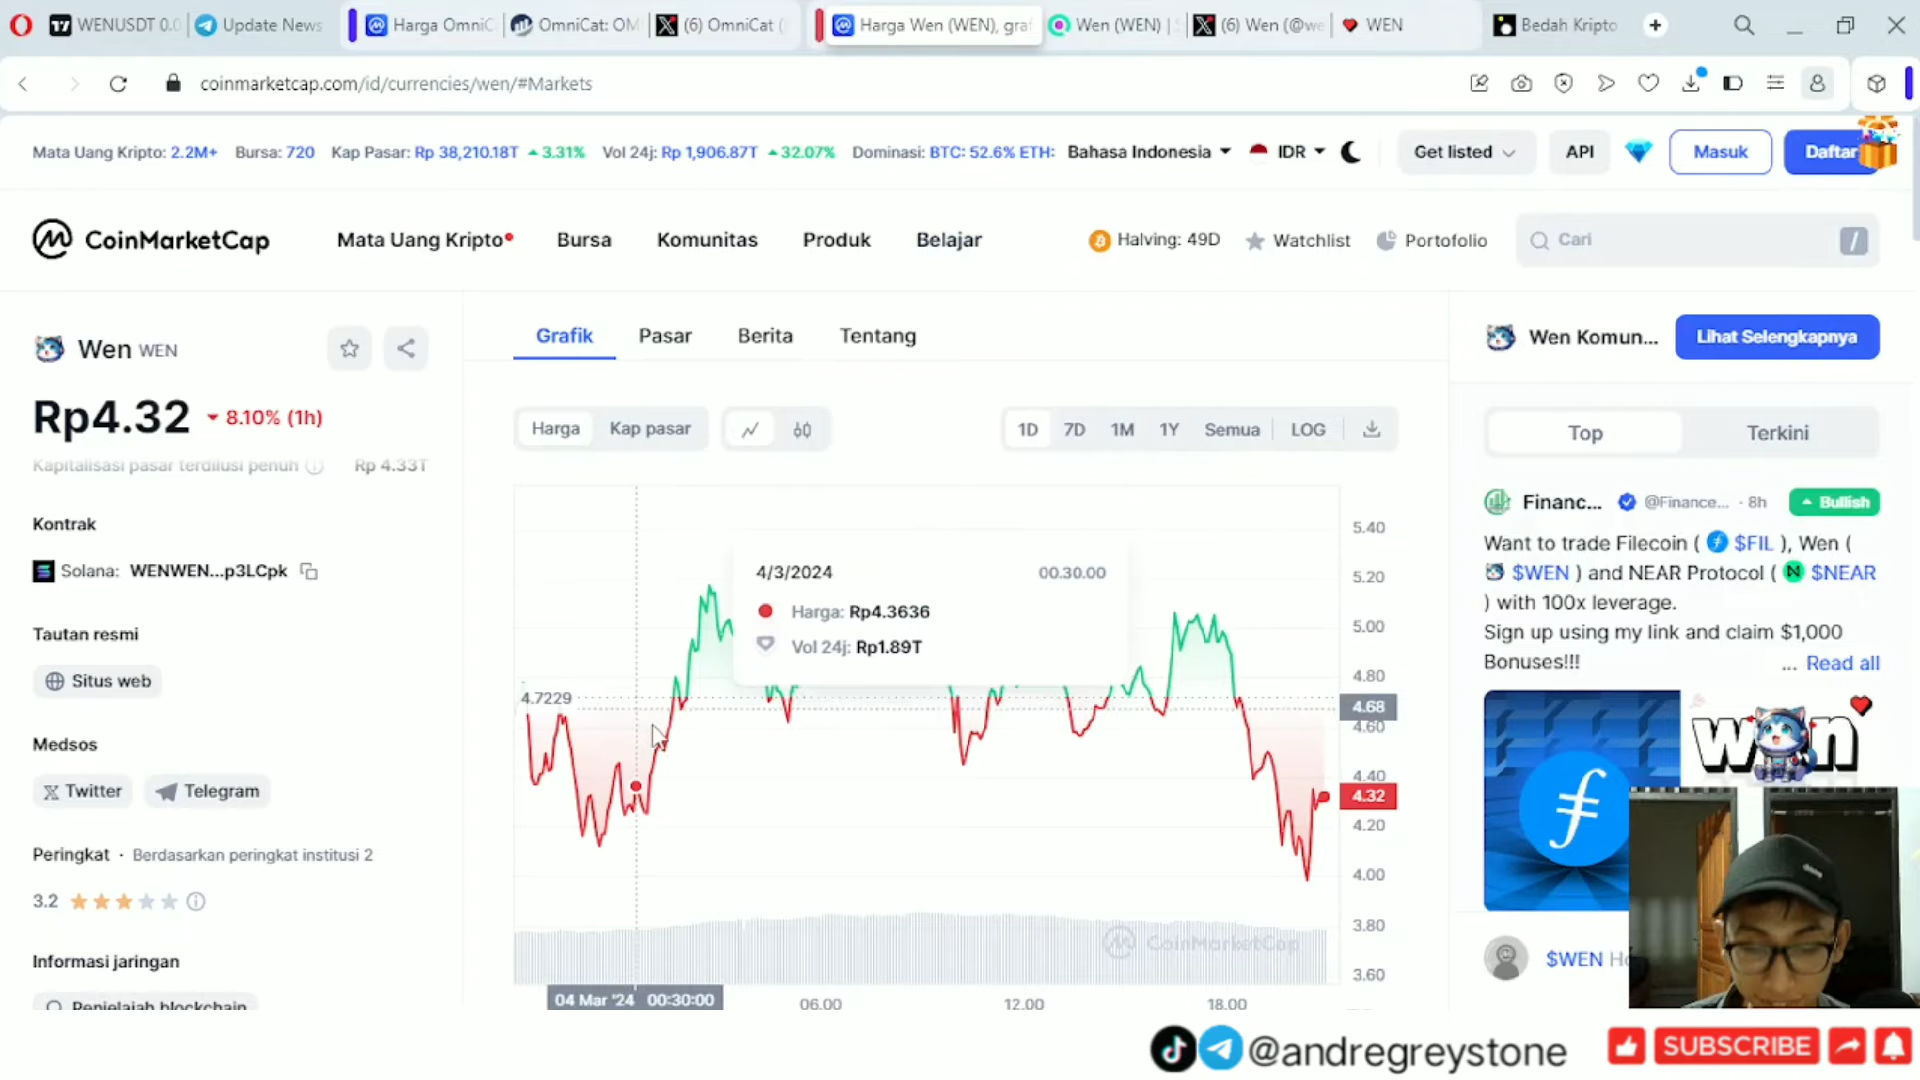 WENUSDT 0.0
Update News
Harga OmniC
OmniCat: OM
(6) OmniCat (
Harga Wen (WEN), graf
Wen (WEN) |
(6) Wen (@we
WEN
Bedah Kripto
coinmarketcap.com/id/currencies/wen/#Markets
Mata Uang Kripto: 2.2M+ Bursa: 720 Kap Pasar: Rp 38,210.18T 3.31% Vol 24j: Rp 1,906.87T 32.07% Dominasi: BTC: 52.6% ETH:
Bahasa Indonesia
IDR
Get listed
API
Masuk
Daftar
CoinMarketCap
Mata Uang Kripto
Bursa
Komunitas
Produk
Belajar
Halving: 49D
Watchlist
Portofolio
Cari
/
Wen WEN
Rp4.32 8.10% (1h)
Kapitalisasi pasar terdilusi penuh Rp 4.33T
Kontrak
Solana: WENWEN...p3LCpk
Tautan resmi
Situs web
Medsos
Twitter
Telegram
Peringkat · Berdasarkan peringkat institusi 2
3.2
Informasi jaringan
Penjelajah blockchain
Grafik
Pasar
Berita
Tentang
Harga
Kap pasar
1D 7D 1M 1Y Semua LOG
5.40
5.20
5.00
4.80
4.68
4.60
4.40
4.32
4.20
4.00
3.80
3.60
4.7229
4/3/2024 00.30.00
Harga: Rp4.3636
Vol 24j: Rp1.89T
CoinMarketCap
04 Mar '24 00:30:00
06.00
12.00
18.00
Wen Komun...
Lihat Selengkapnya
Top
Terkini
Financ... @Finance... · 8h
Bullish
Want to trade Filecoin ( $FIL ), Wen (
$WEN ) and NEAR Protocol ( $NEAR
) with 100x leverage.
Sign up using my link and claim $1,000
Bonuses!!!
... Read all
wen
$WEN
@andregreystone
SUBSCRIBE